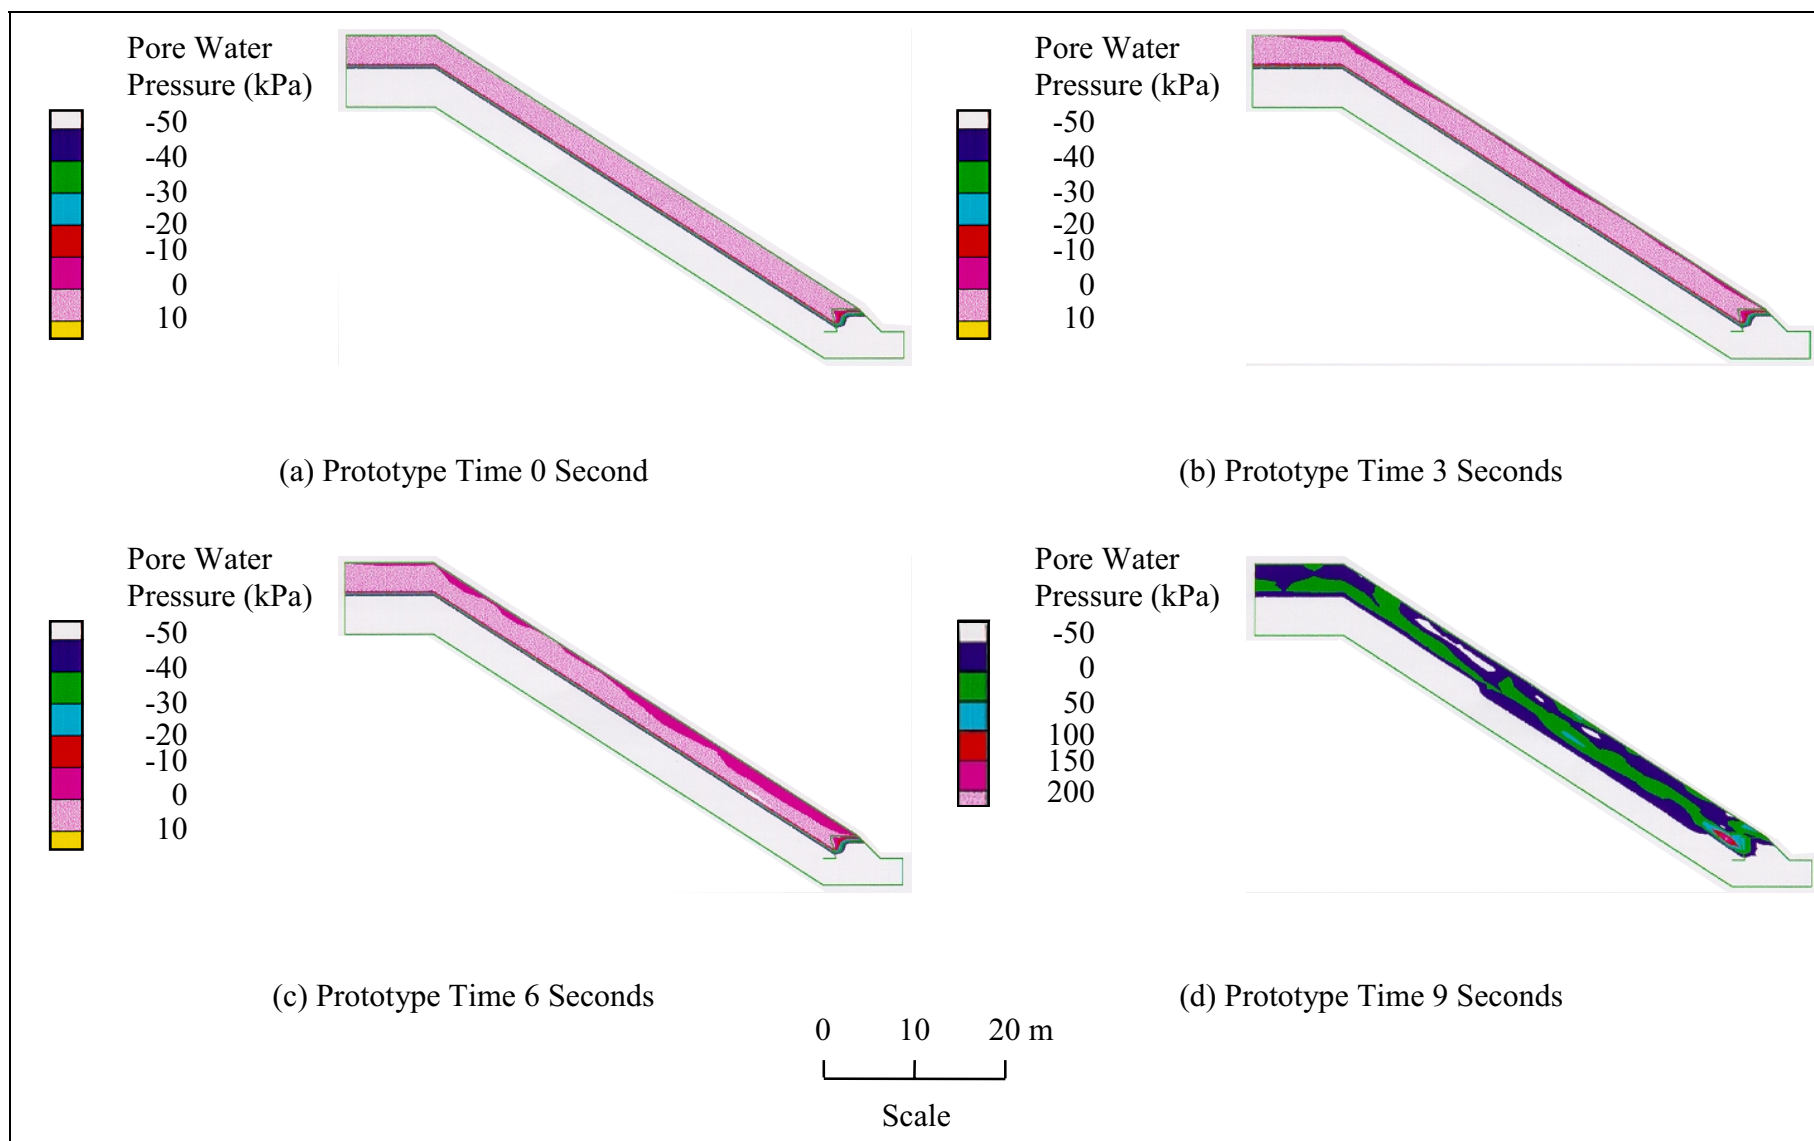 Pore Water
Pressure (kPa)
-50
-40
-30
-20
-10
0
10
(a) Prototype Time 0 Second
Pore Water
Pressure (kPa)
-50
-40
-30
-20
-10
0
10
(b) Prototype Time 3 Seconds
Pore Water
Pressure (kPa)
-50
-40
-30
-20
-10
0
10
(c) Prototype Time 6 Seconds
Pore Water
Pressure (kPa)
-50
0
50
100
150
200
(d) Prototype Time 9 Seconds
0 10 20 m
Scale